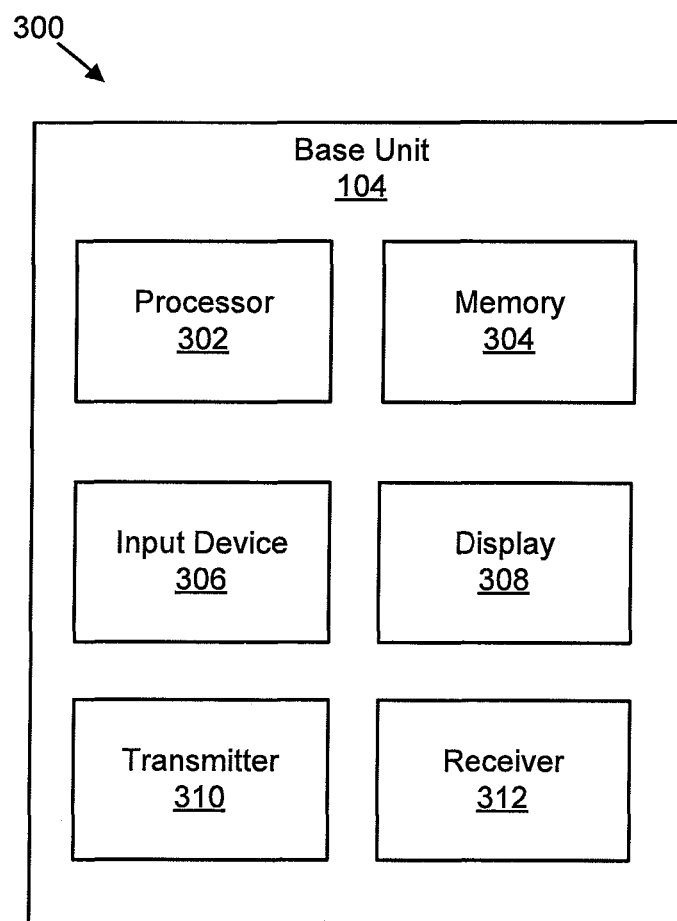 300
Base Unit
104
Processor
302
Memory
304
Input Device
306
Display
308
Transmitter
310
Receiver
312